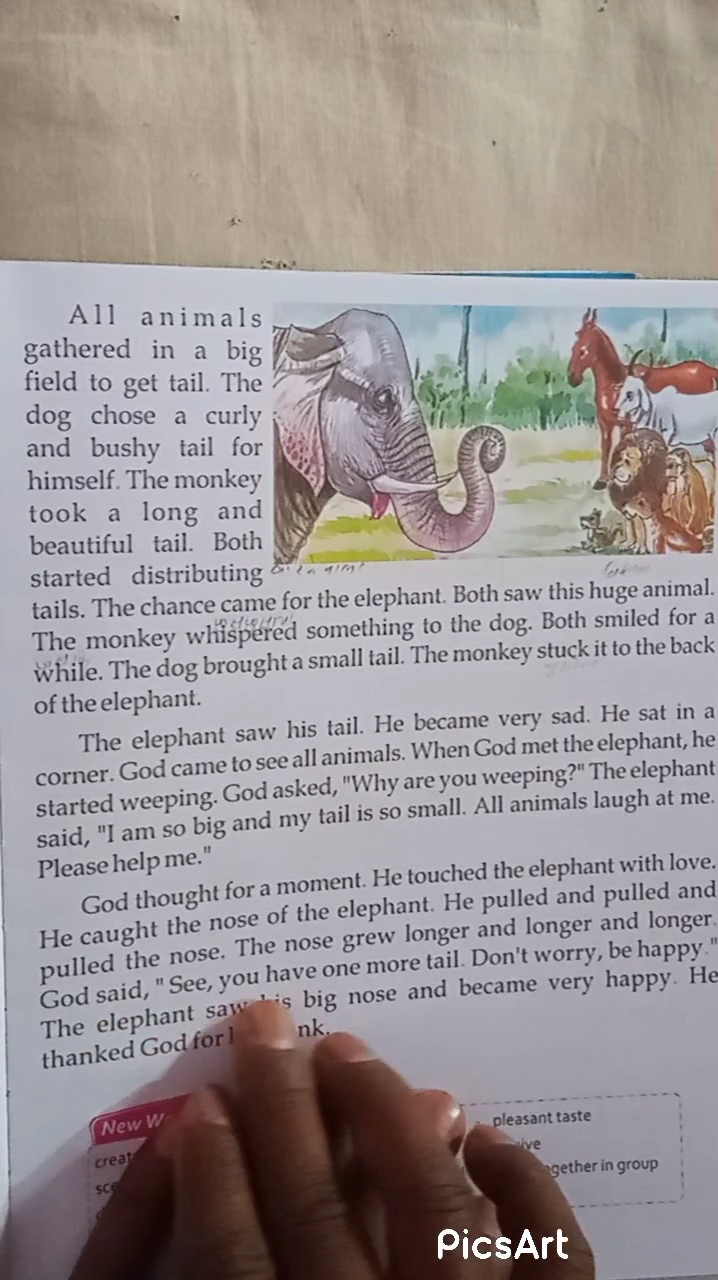 All animals
gathered in a big
field to get tail. The
dog chose a curly
and bushy tail for
himself. The monkey
took a long and
beautiful tail. Both
started distributing
tails. The chance came for the elephant. Both saw this huge animal.
The monkey whispered something to the dog. Both smiled for a
while. The dog brought a small tail. The monkey stuck it to the back
of the elephant.
The elephant saw his tail. He became very sad. He sat in a
corner. God came to see all animals. When God met the elephant, he
started weeping. God asked, "Why are you weeping?" The elephant
said, "I am so big and my tail is so small. All animals laugh at me.
Please help me."
God thought for a moment. He touched the elephant with love.
He caught the nose of the elephant. He pulled and pulled and
pulled the nose. The nose grew longer and longer and longer.
God said, " See, you have one more tail. Don't worry, be happy."
The elephant saw big nose and became very happy. He
thanked God for
New
pleasant taste
together in group
PicsArt